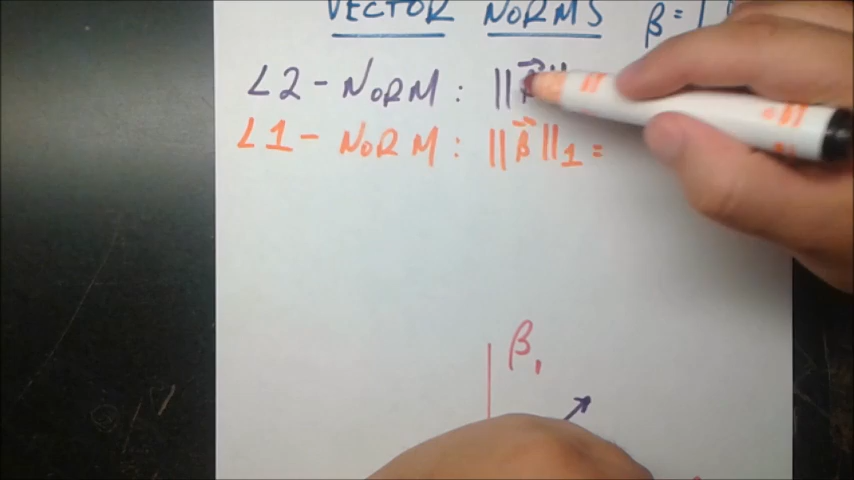 VECTOR NORMS
β =
L2 - NORM : ||β⃗||
L1 - NORM : ||β⃗||₁ =
β₁